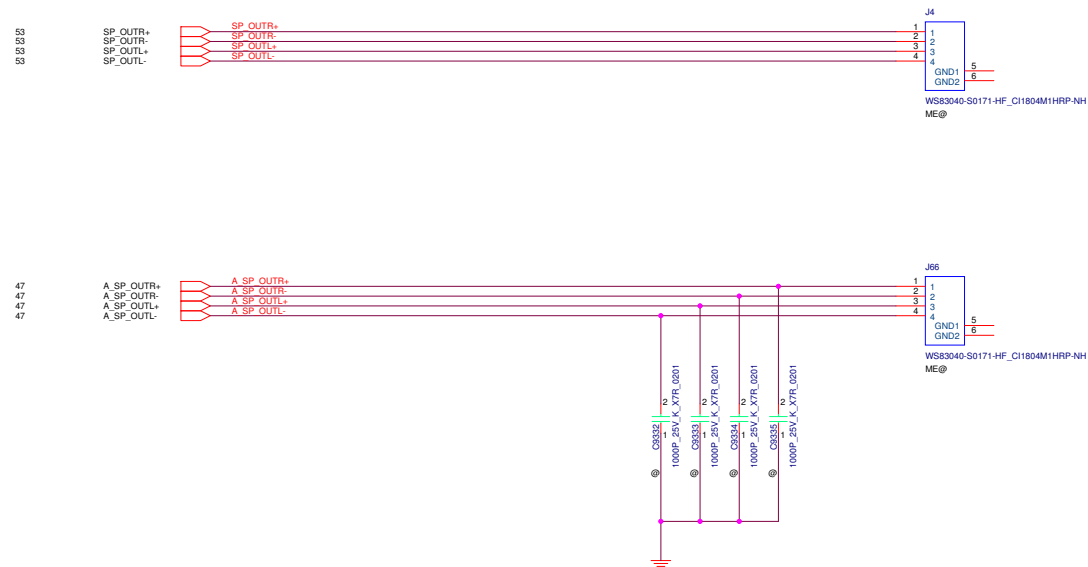 J4
53 SP_OUTR+ SP_OUTR+ 1 1
53 SP_OUTR- SP_OUTR- 2 2
53 SP_OUTL+ SP_OUTL+ 3 3
53 SP_OUTL- SP_OUTL- 4 4
GND1 5
GND2 6
WS83040-S0171-HF_CI1804M1HRP-NH
ME@
J66
47 A_SP_OUTR+ A_SP_OUTR+ 1 1
47 A_SP_OUTR- A_SP_OUTR- 2 2
47 A_SP_OUTL+ A_SP_OUTL+ 3 3
47 A_SP_OUTL- A_SP_OUTL- 4 4
GND1 5
GND2 6
WS83040-S0171-HF_CI1804M1HRP-NH
ME@
C9332 2 1 1000P_25V_K_X7R_0201 @
C9333 2 1 1000P_25V_K_X7R_0201 @
C9334 2 1 1000P_25V_K_X7R_0201 @
C9335 2 1 1000P_25V_K_X7R_0201 @